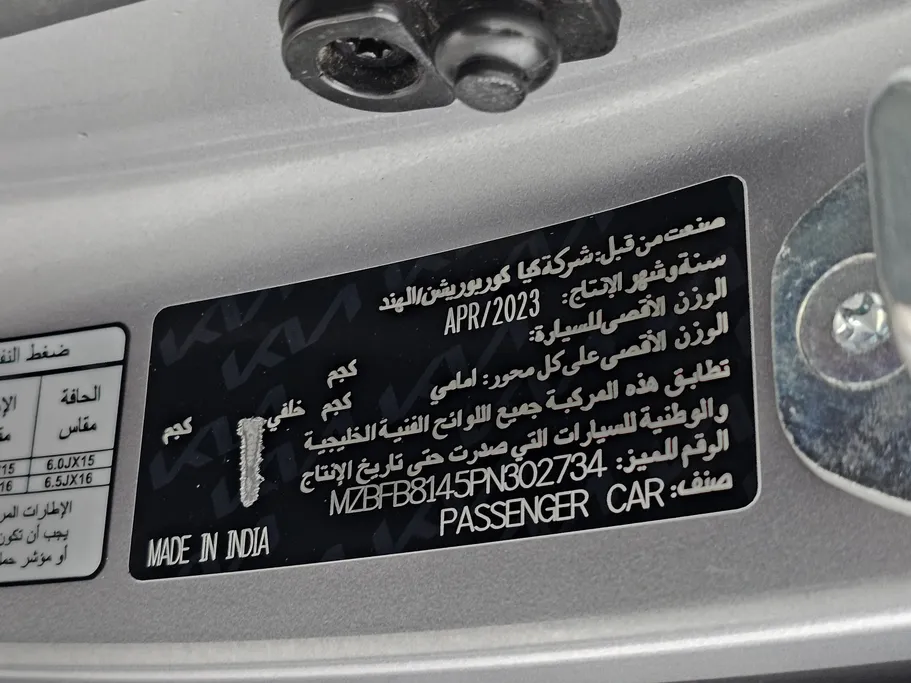 صنعت من قبل: شركة كيا كوربوريشن/الهند
سنة وشهر الإنتاج: APR/2023
الوزن الأقصى للسيارة: كجم
الوزن الأقصى على كل محور: امامي كجم خلفي كجم
تطابق هذه المركبة جميع اللوائح الفنية الخليجية
والوطنية للسيارات التي صدرت حتى تاريخ الإنتاج
الرقم المميز: MZBFB8145PN302734
صنف: PASSENGER CAR
MADE IN INDIA
ضغط
الحافة
مقاس
6.0JX15
6.5JX16
الإطارات
يجب أن تكون
أو مؤشر